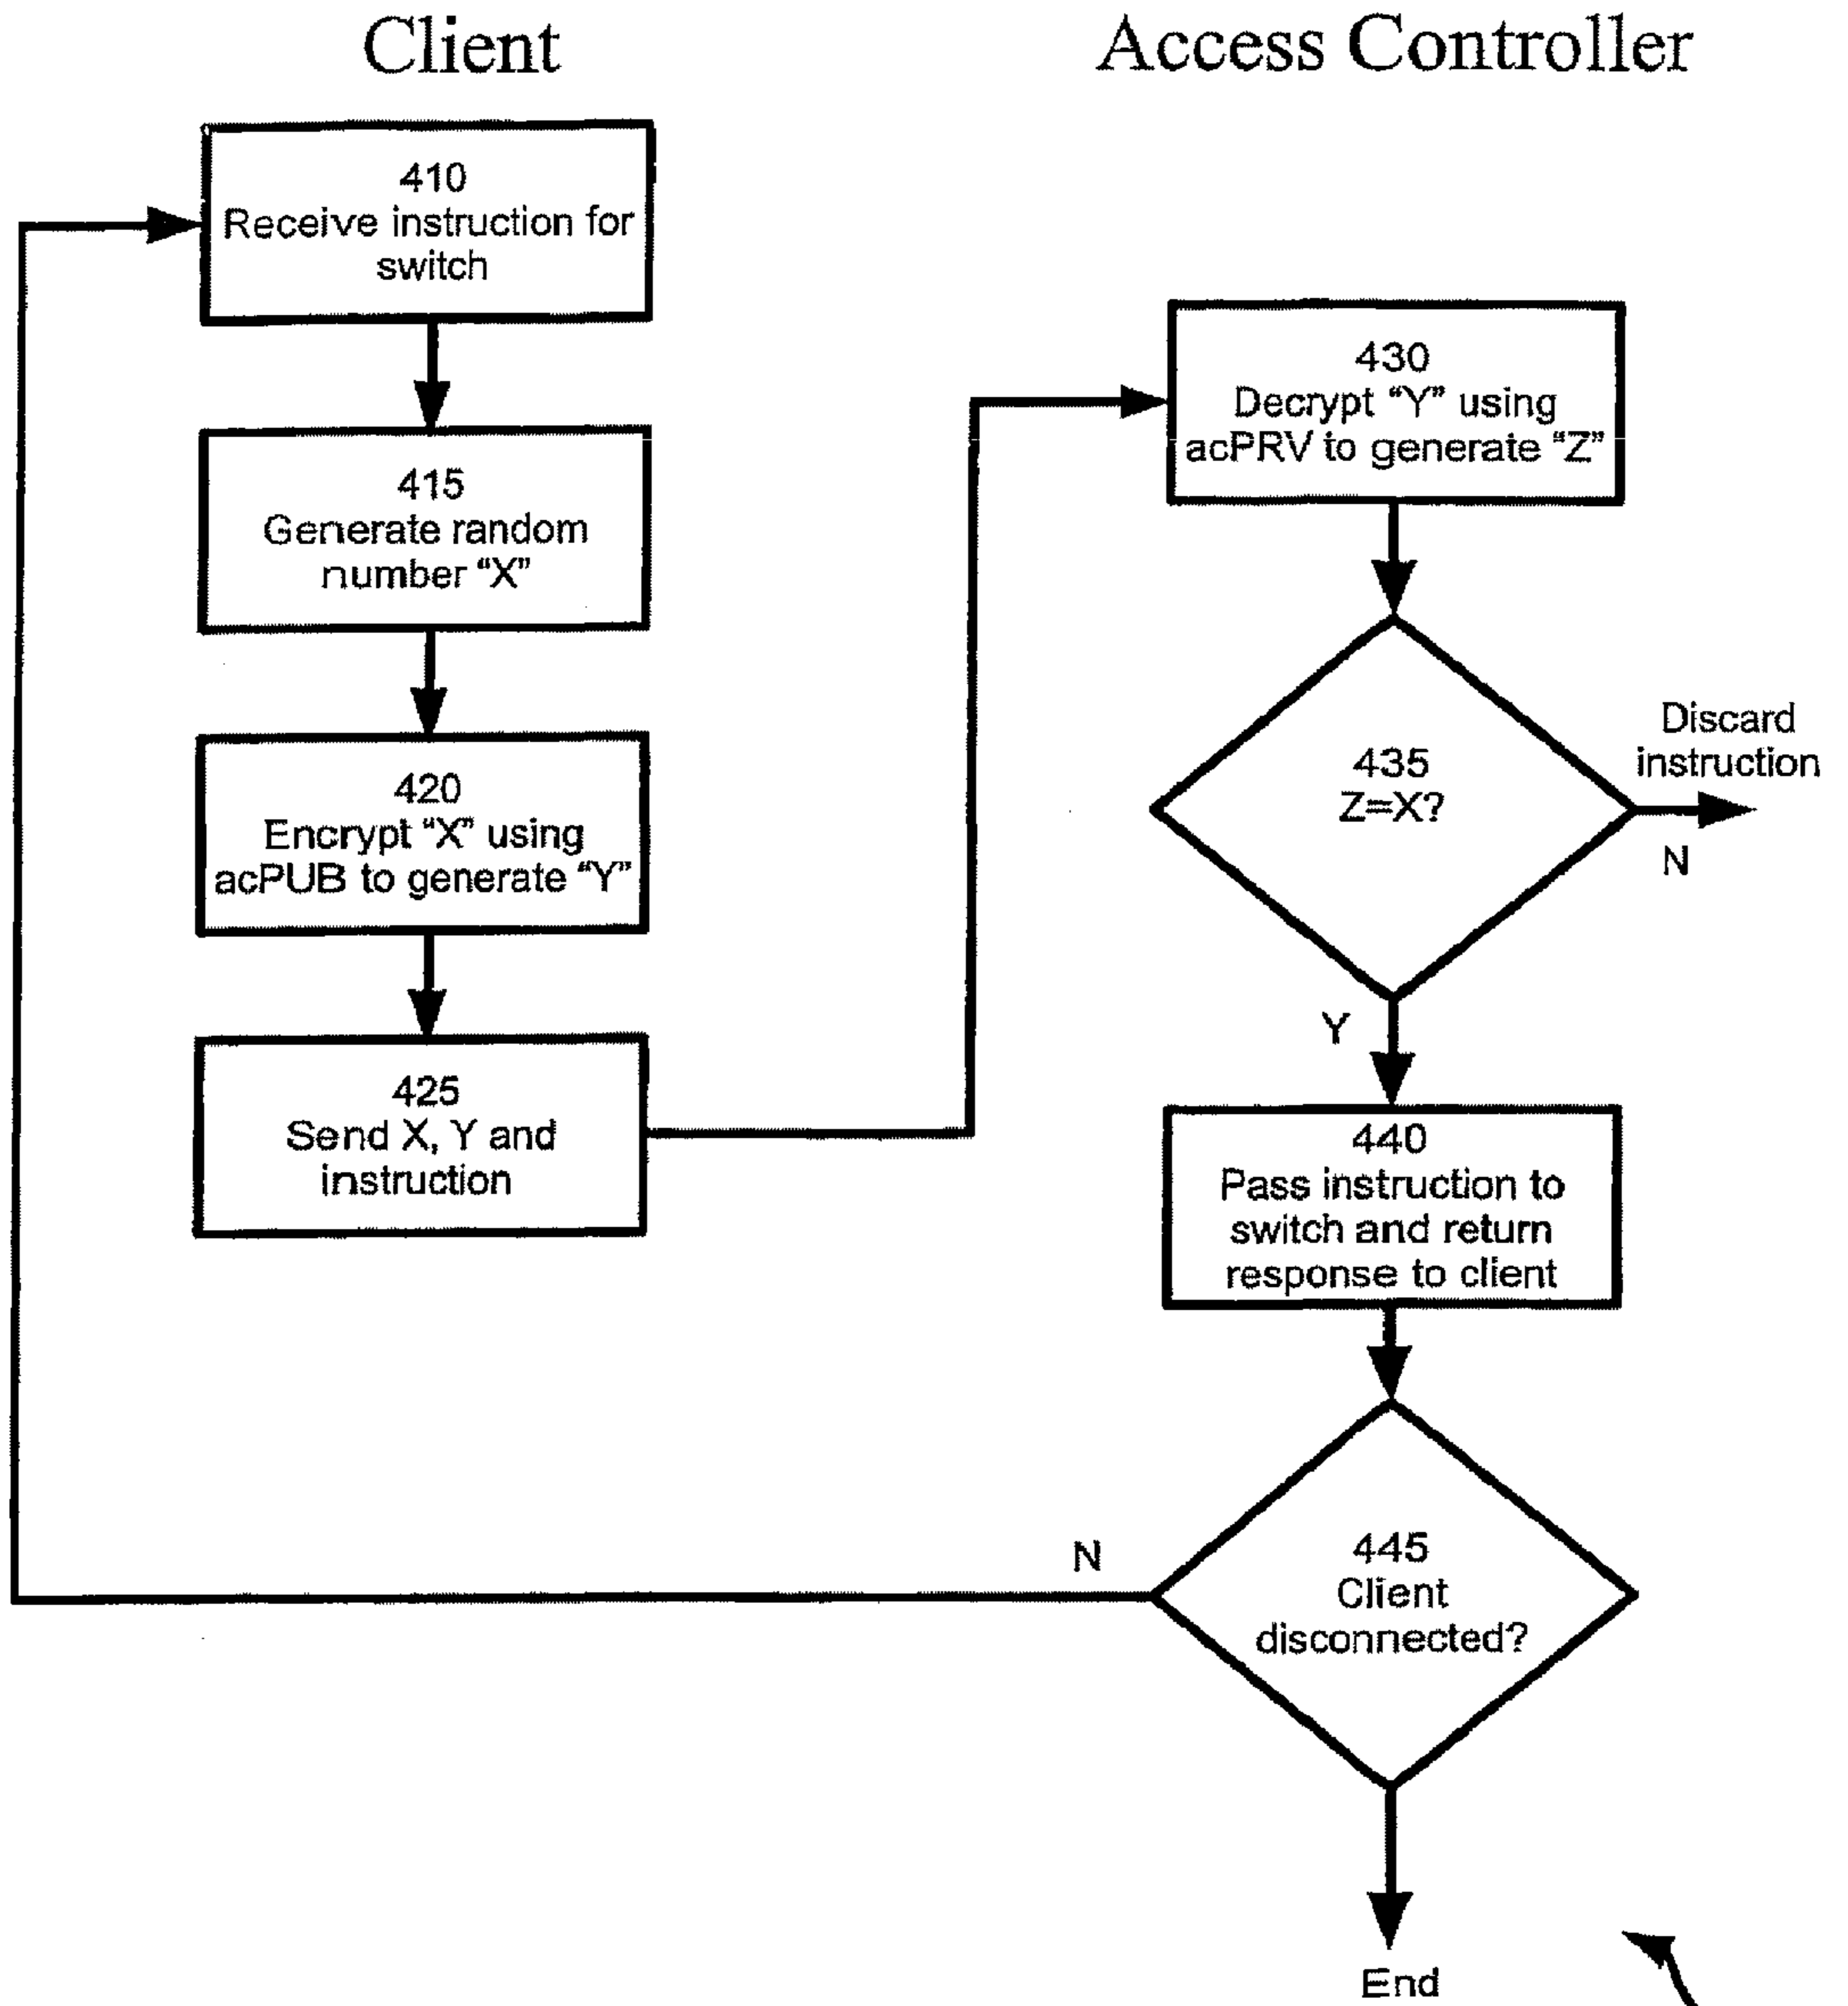 Client
Access Controller
410
Receive instruction for
switch
415
Generate random
number “X”
420
Encrypt “X” using
acPUB to generate “Y”
425
Send X, Y and
instruction
430
Decrypt “Y” using
acPRV to generate “Z”
435
Z=X?
Discard
instruction
N
Y
440
Pass instruction to
switch and return
response to client
445
Client
disconnected?
N
End